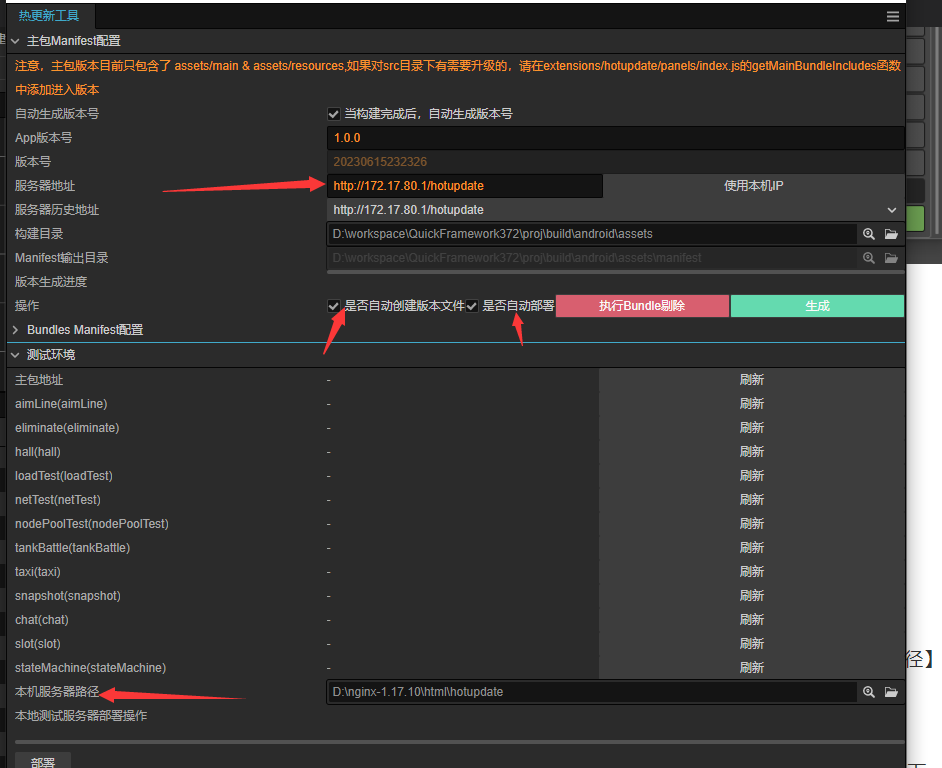 热更新工具
主包Manifest配置
注意，主包版本目前只包含了 assets/main & assets/resources,如果对src目录下有需要升级的，请在extensions/hotupdate/panels/index.js的getMainBundleIncludes函数
中添加进入版本
自动生成版本号 当构建完成后，自动生成版本号
App版本号 1.0.0
版本号 20230615232326
服务器地址 http://172.17.80.1/hotupdate 使用本机IP
服务器历史地址 http://172.17.80.1/hotupdate
构建目录 D:\workspace\QuickFramework372\proj\build\android\assets
Manifest输出目录 D:\workspace\QuickFramework372\proj\build\android\assets\manifest
版本生成进度
操作 是否自动创建版本文件 是否自动部署 执行Bundle剔除 生成
Bundles Manifest配置
测试环境
主包地址 - 刷新
aimLine(aimLine) - 刷新
eliminate(eliminate) - 刷新
hall(hall) - 刷新
loadTest(loadTest) - 刷新
netTest(netTest) - 刷新
nodePoolTest(nodePoolTest) - 刷新
tankBattle(tankBattle) - 刷新
taxi(taxi) - 刷新
snapshot(snapshot) - 刷新
chat(chat) - 刷新
slot(slot) - 刷新
径】
stateMachine(stateMachine) - 刷新
本机服务器路径 D:\nginx-1.17.10\html\hotupdate
本地测试服务器部署操作
部署